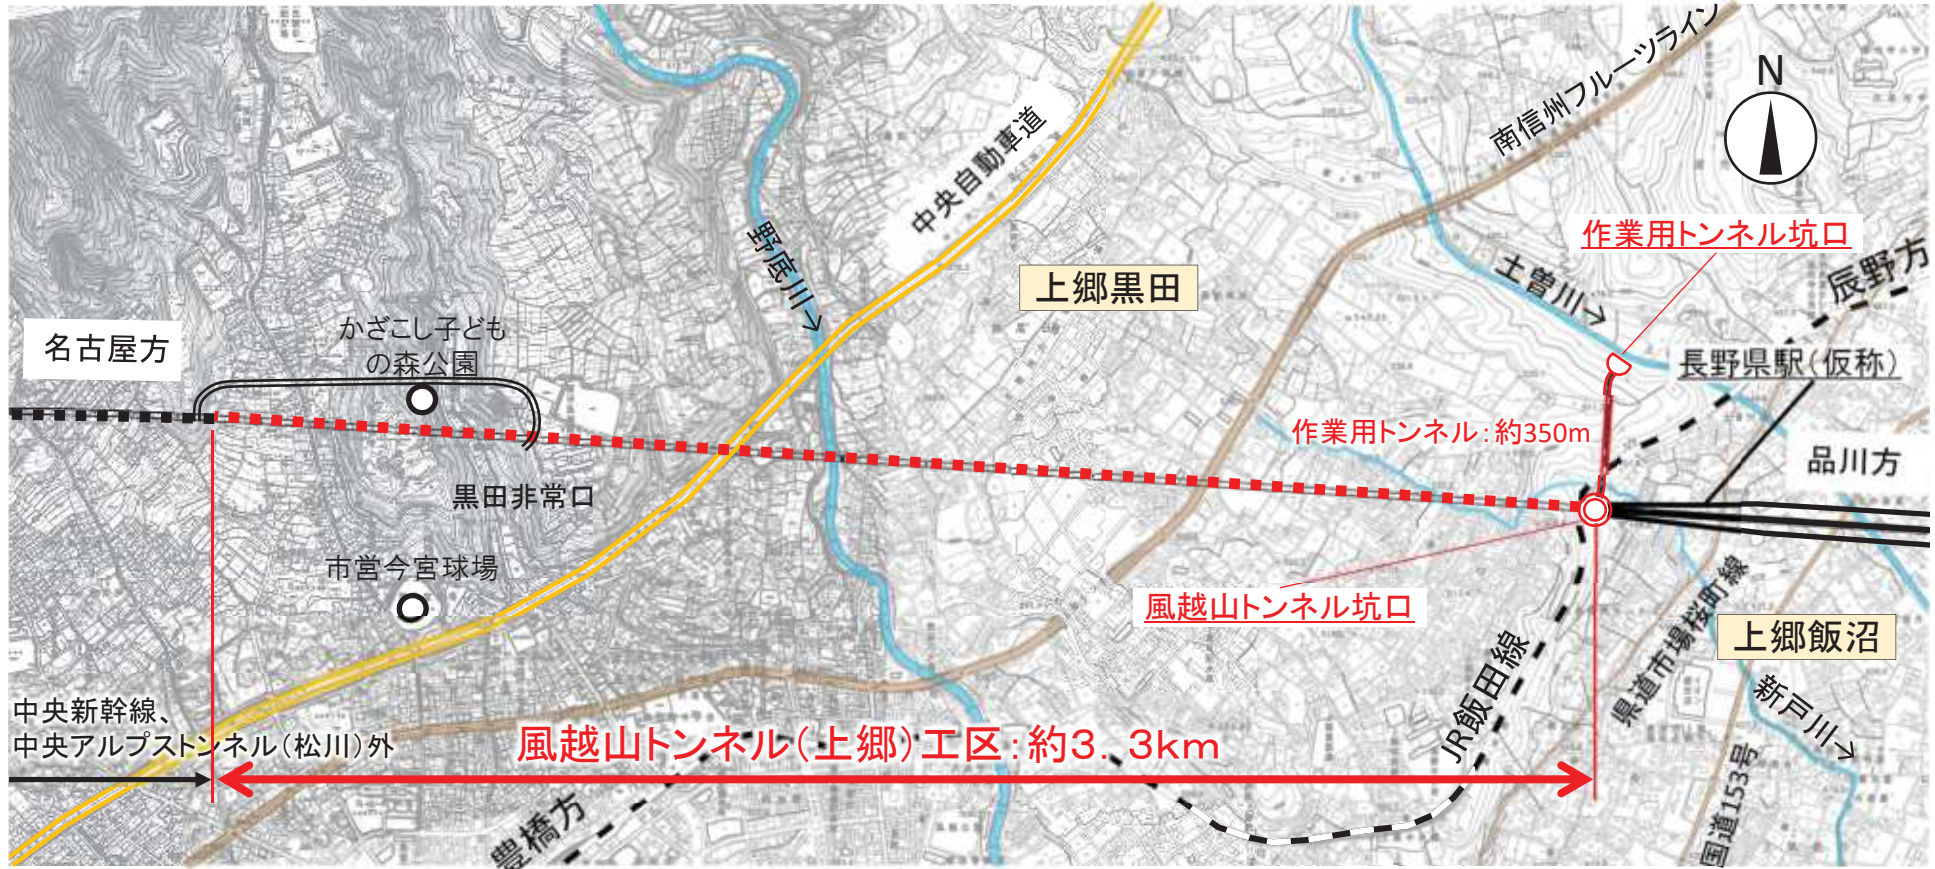 南信州フルーツライン
N
中央自動車道
作業用トンネル坑口
野底川→
土曽川→
辰野方
上郷黒田
かざこし子ども
の森公園
名古屋方
長野県駅(仮称)
作業用トンネル:約350m
品川方
黒田非常口
市営今宮球場
風越山トンネル坑口
県道市場桜町線
上郷飯沼
JR飯田線
新戸川→
中央新幹線、
中央アルプストンネル(松川)外
風越山トンネル(上郷)工区:約3.3km
国道153号
豊橋方